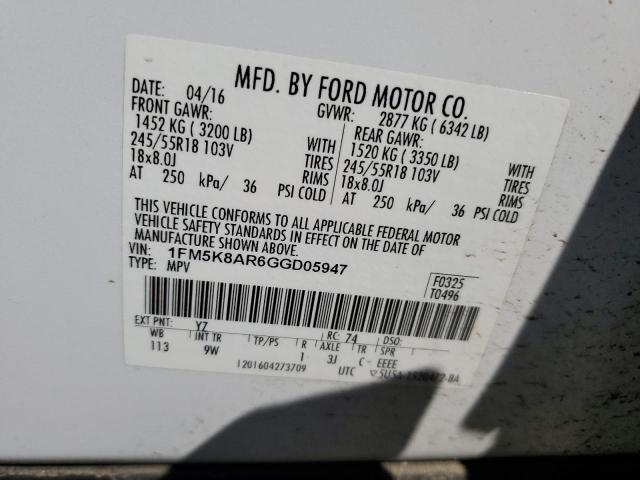 MFD. BY FORD MOTOR CO.
DATE: 04/16 GVWR: 2877 KG ( 6342 LB)
FRONT GAWR: REAR GAWR:
1452 KG ( 3200 LB) WITH 1520 KG ( 3350 LB) WITH
245/55R18 103V TIRES 245/55R18 103V TIRES
18x8.0J RIMS 18x8.0J RIMS
AT 250 kPa/ 36 PSI COLD AT 250 kPa/ 36 PSI COLD
THIS VEHICLE CONFORMS TO ALL APPLICABLE FEDERAL MOTOR
VEHICLE SAFETY STANDARDS IN EFFECT ON THE DATE OF
MANUFACTURE SHOWN ABOVE.
VIN: 1FM5K8AR6GGD05947
TYPE: MPV
F0325
T0496
EXT PNT: YZ RC: 74 DSO:
WB INT TR TP/PS R AXLE TR SPR
113 9W 1 3J C- EEEE
I201604273709 UTC